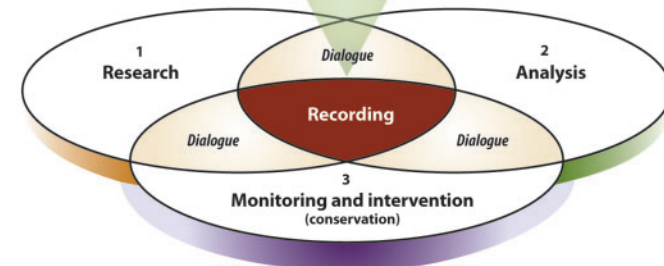 1
Research
Dialogue
2
Analysis
Recording
Dialogue
Dialogue
3
Monitoring and intervention
(conservation)